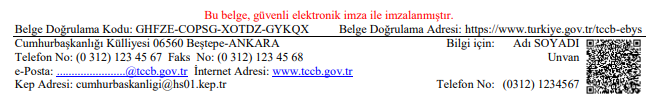 Bu belge, güvenli elektronik imza ile imzalanmıştır.
Belge Doğrulama Kodu: GHFZE-COPSG-XOTDZ-GYKQX Belge Doğrulama Adresi: https://www.turkiye.gov.tr/tccb-ebys
Cumhurbaşkanlığı Külliyesi 06560 Beştepe-ANKARA Bilgi için: Adı SOYADI
Telefon No: (0 312) 123 45 67 Faks No: (0 312) 123 45 68 Unvan
e-Posta: ......................@tccb.gov.tr İnternet Adresi: www.tccb.gov.tr
Kep Adresi: cumhurbaskanligi@hs01.kep.tr Telefon No: (0312) 1234567